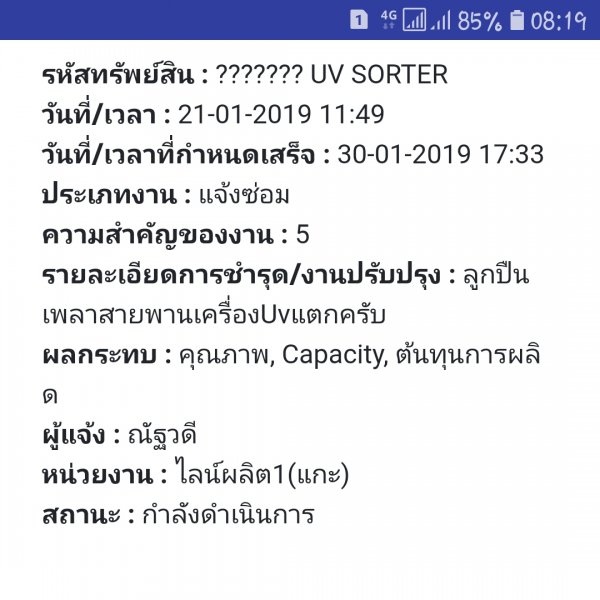 1 4G 85% 08:19
รหัสทรัพย์สิน : ??????? UV SORTER
วันที่/เวลา : 21-01-2019 11:49
วันที่/เวลาที่กำหนดเสร็จ : 30-01-2019 17:33
ประเภทงาน : แจ้งซ่อม
ความสำคัญของงาน : 5
รายละเอียดการชำรุด/งานปรับปรุง : ลูกปืน
เพลาสายพานเครื่องUvแตกครับ
ผลกระทบ : คุณภาพ, Capacity, ต้นทุนการผลิ
ต
ผู้แจ้ง : ณัฐวดี
หน่วยงาน : ไลน์ผลิต1(แกะ)
สถานะ : กำลังดำเนินการ